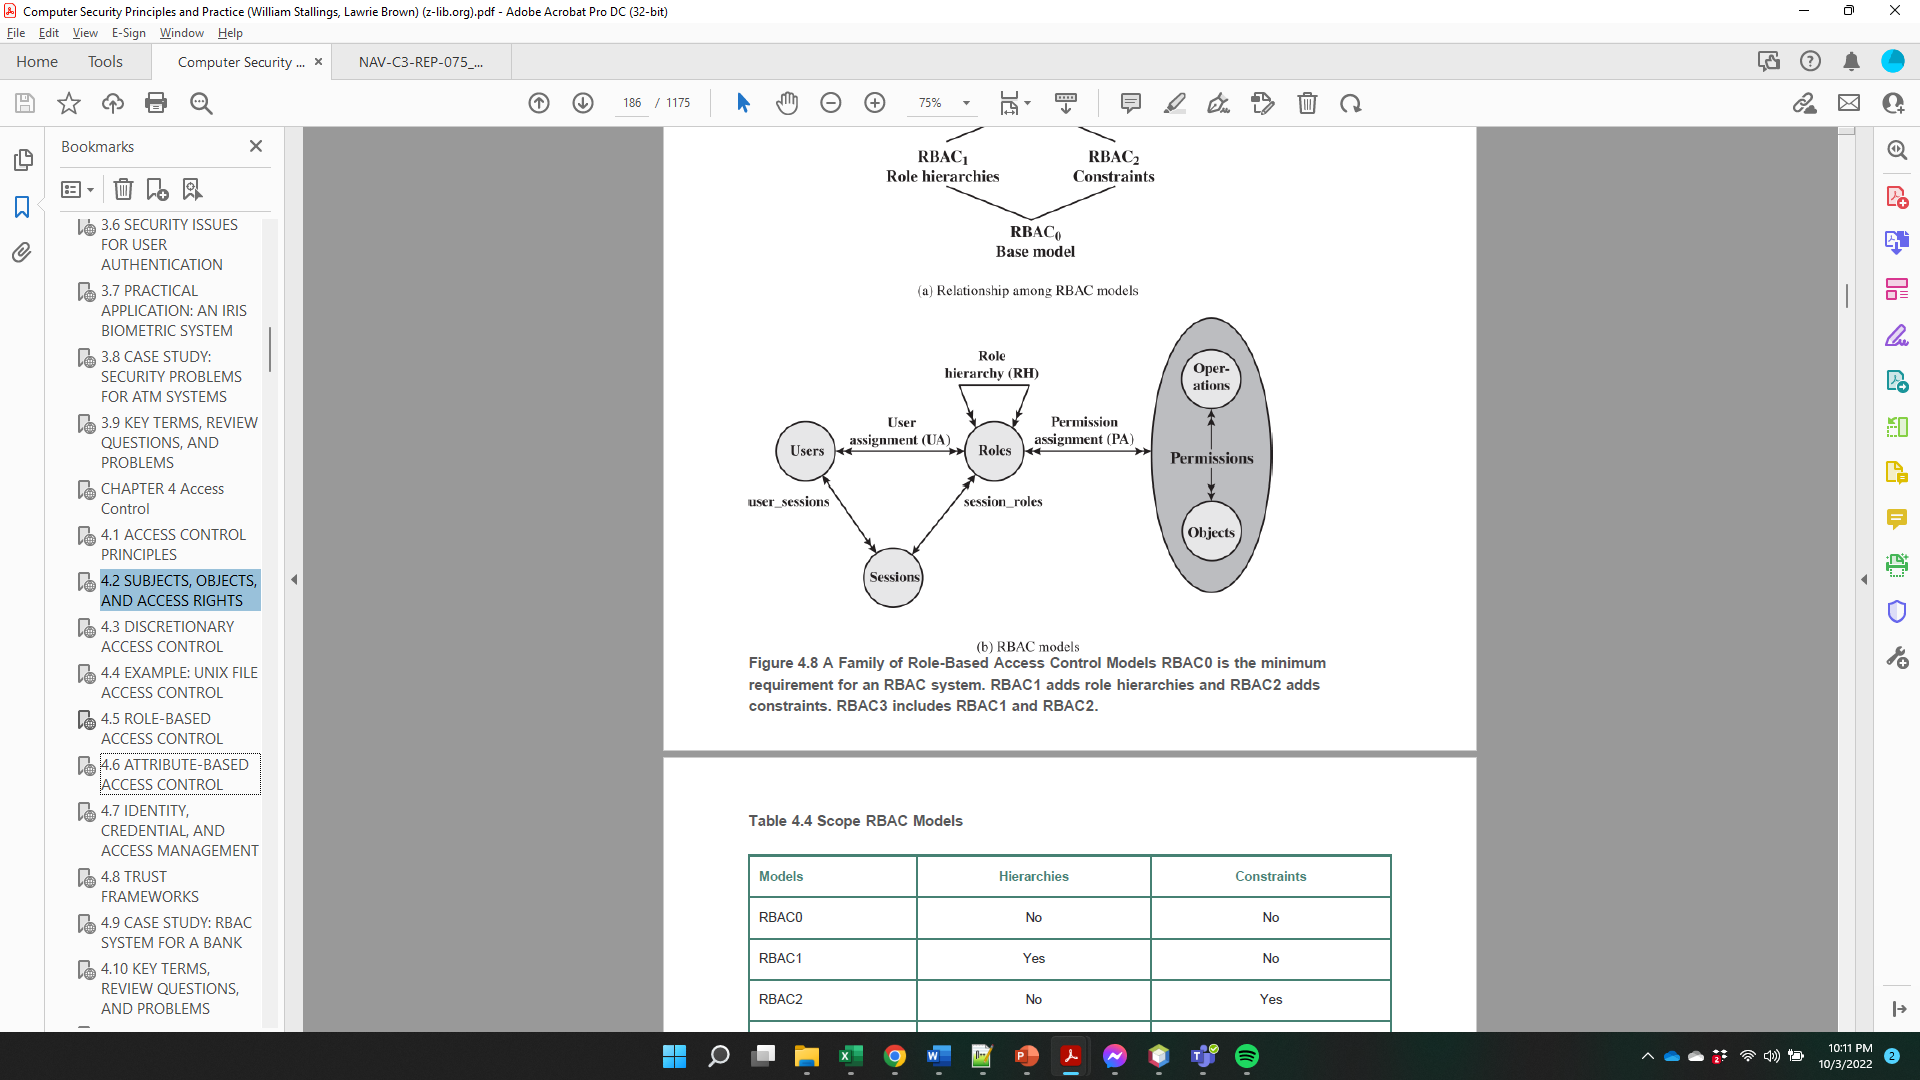 Computer Security Principles and Practice (William Stallings, Lawrie Brown) (z-lib.org).pdf - Adobe Acrobat Pro DC (32-bit)
File Edit View E-Sign Window Help
Home Tools Computer Security ... × NAV-C3-REP-075_...
186 / 1175 75%
Bookmarks
3.6 SECURITY ISSUES
FOR USER
AUTHENTICATION
3.7 PRACTICAL
APPLICATION: AN IRIS
BIOMETRIC SYSTEM
3.8 CASE STUDY:
SECURITY PROBLEMS
FOR ATM SYSTEMS
3.9 KEY TERMS, REVIEW
QUESTIONS, AND
PROBLEMS
CHAPTER 4 Access
Control
4.1 ACCESS CONTROL
PRINCIPLES
4.2 SUBJECTS, OBJECTS,
AND ACCESS RIGHTS
4.3 DISCRETIONARY
ACCESS CONTROL
4.4 EXAMPLE: UNIX FILE
ACCESS CONTROL
4.5 ROLE-BASED
ACCESS CONTROL
4.6 ATTRIBUTE-BASED
ACCESS CONTROL
4.7 IDENTITY,
CREDENTIAL, AND
ACCESS MANAGEMENT
4.8 TRUST
FRAMEWORKS
4.9 CASE STUDY: RBAC
SYSTEM FOR A BANK
4.10 KEY TERMS,
REVIEW QUESTIONS,
AND PROBLEMS
RBAC1 RBAC2
Role hierarchies Constraints
RBAC0
Base model
(a) Relationship among RBAC models
Role
hierarchy (RH)
Oper-
ations
User
assignment (UA)
Permission
assignment (PA)
Users
Roles
Permissions
user_sessions
session_roles
Objects
Sessions
(b) RBAC models
Figure 4.8 A Family of Role-Based Access Control Models RBAC0 is the minimum
requirement for an RBAC system. RBAC1 adds role hierarchies and RBAC2 adds
constraints. RBAC3 includes RBAC1 and RBAC2.
Table 4.4 Scope RBAC Models
Models Hierarchies Constraints
RBAC0 No No
RBAC1 Yes No
RBAC2 No Yes
10:11 PM
10/3/2022
2